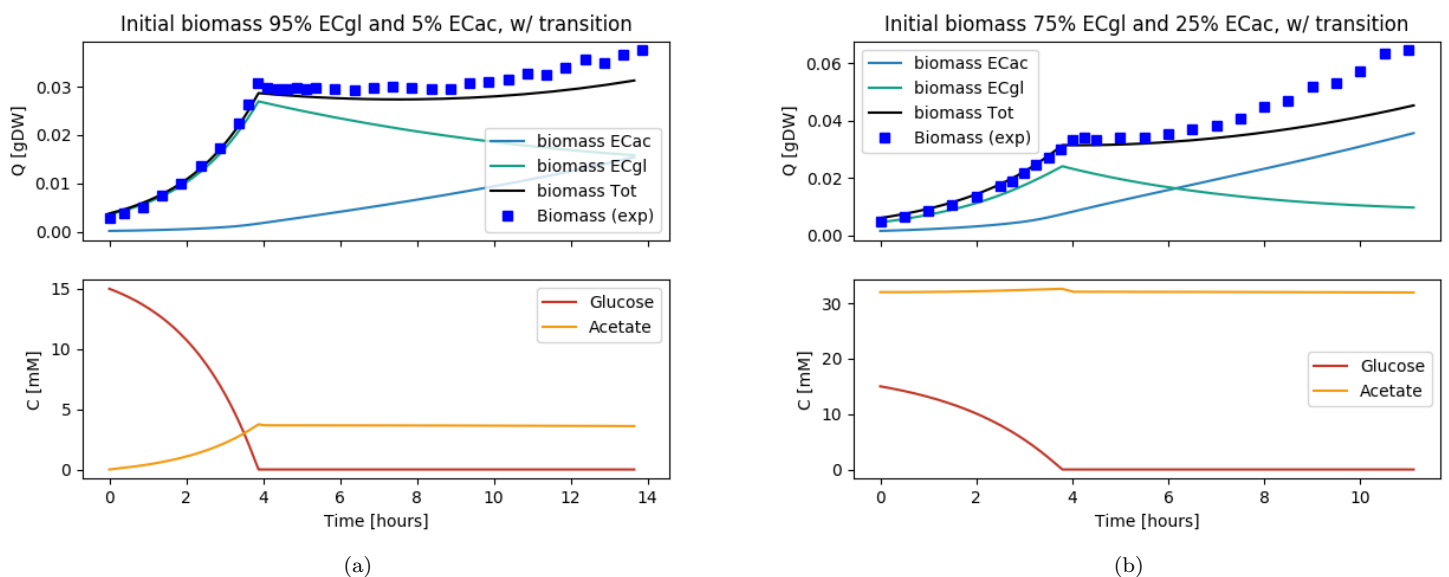 Initial biomass 95% ECgl and 5% ECac, w/ transition
Q [gDW]
0.03
0.02
0.01
0.00
biomass ECac
biomass ECgl
biomass Tot
Biomass (exp)
C [mM]
15
10
5
0
Glucose
Acetate
0 2 4 6 8 10 12 14
Time [hours]
(a)
Initial biomass 75% ECgl and 25% ECac, w/ transition
Q [gDW]
0.06
0.04
0.02
0.00
biomass ECac
biomass ECgl
biomass Tot
Biomass (exp)
C [mM]
30
20
10
0
Glucose
Acetate
0 2 4 6 8 10
Time [hours]
(b)